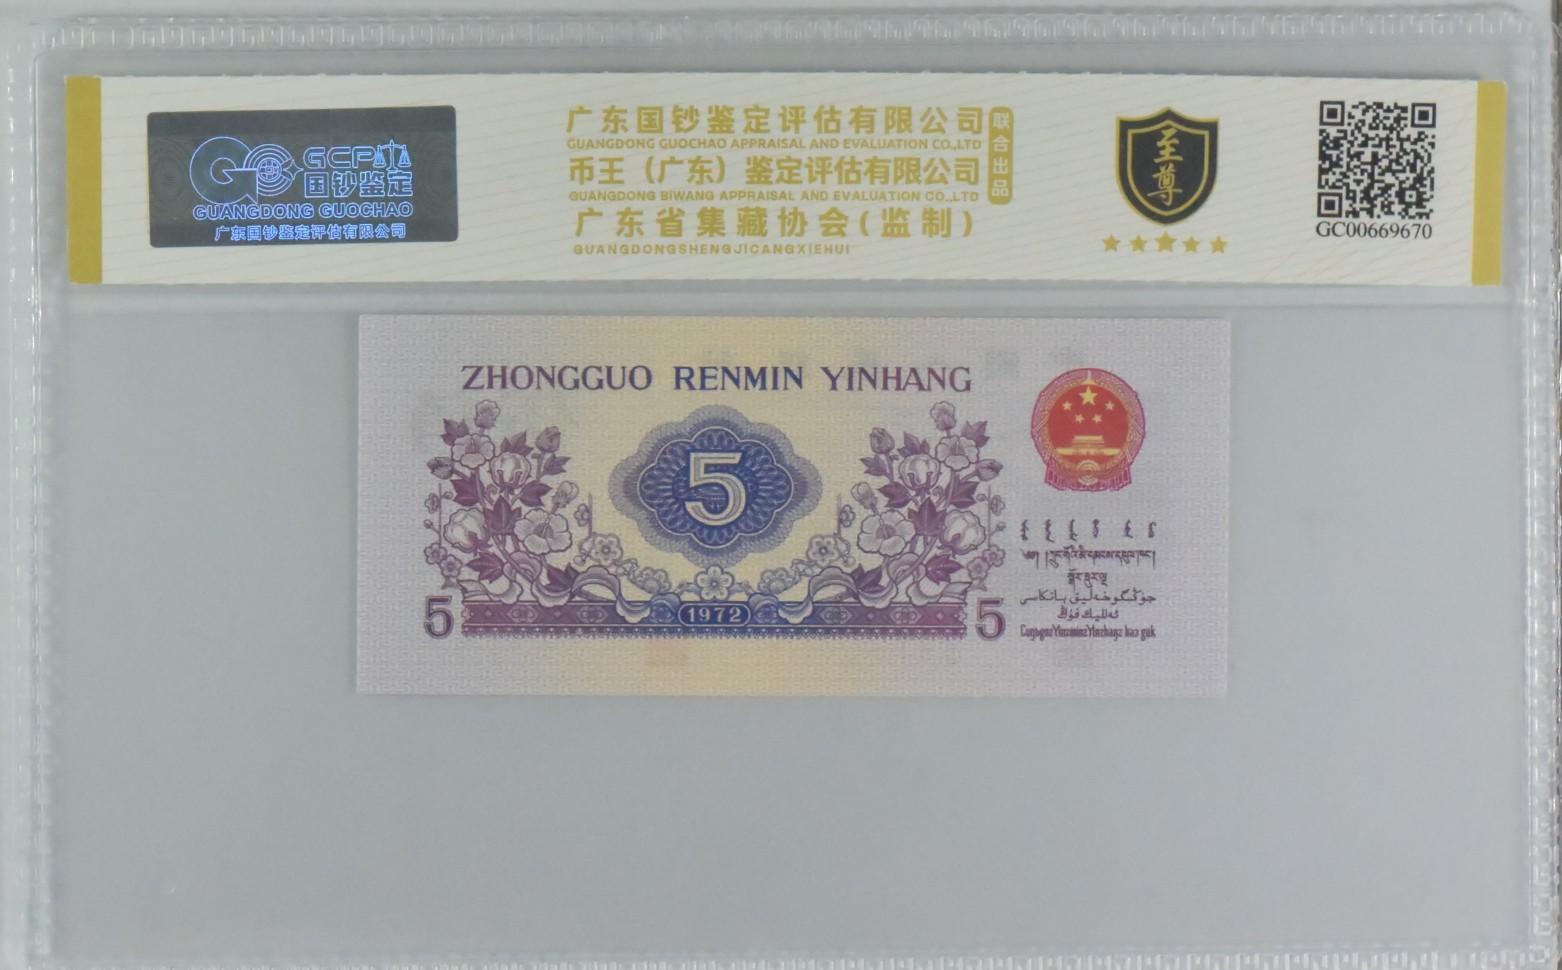 GCP
国钞鉴定
GUANGDONG GUOCHAO
广东国钞鉴定评估有限公司
广东国钞鉴定评估有限公司
GUANGDONG GUOCHAO APPRAISAL AND EVALUATION CO.,LTD
币王（广东）鉴定评估有限公司
GUANGDONG BIWANG APPRAISAL AND EVALUATION CO.,LTD
广东省集藏协会(监制)
GUANGDONGSHENGJICANGXIEHUI
联合出品
至尊
GC00669670
ZHONGGUO RENMIN YINHANG
5
5
1972
5
جۇڭگوخەلىق بانكاسى
بەش فۇڭ